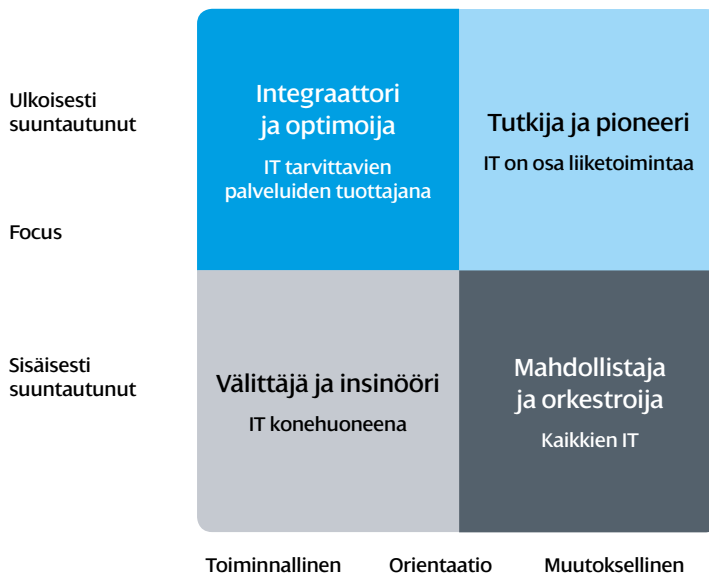 Ulkoisesti
suuntautunut
Integraattori
ja optimoija
IT tarvittavien
palveluiden tuottajana
Tutkija ja pioneeri
IT on osa liiketoimintaa
Focus
Sisäisesti
suuntautunut
Välittäjä ja insinööri
IT konehuoneena
Mahdollistaja
ja orkestroija
Kaikkien IT
Toiminnallinen Orientaatio Muutoksellinen